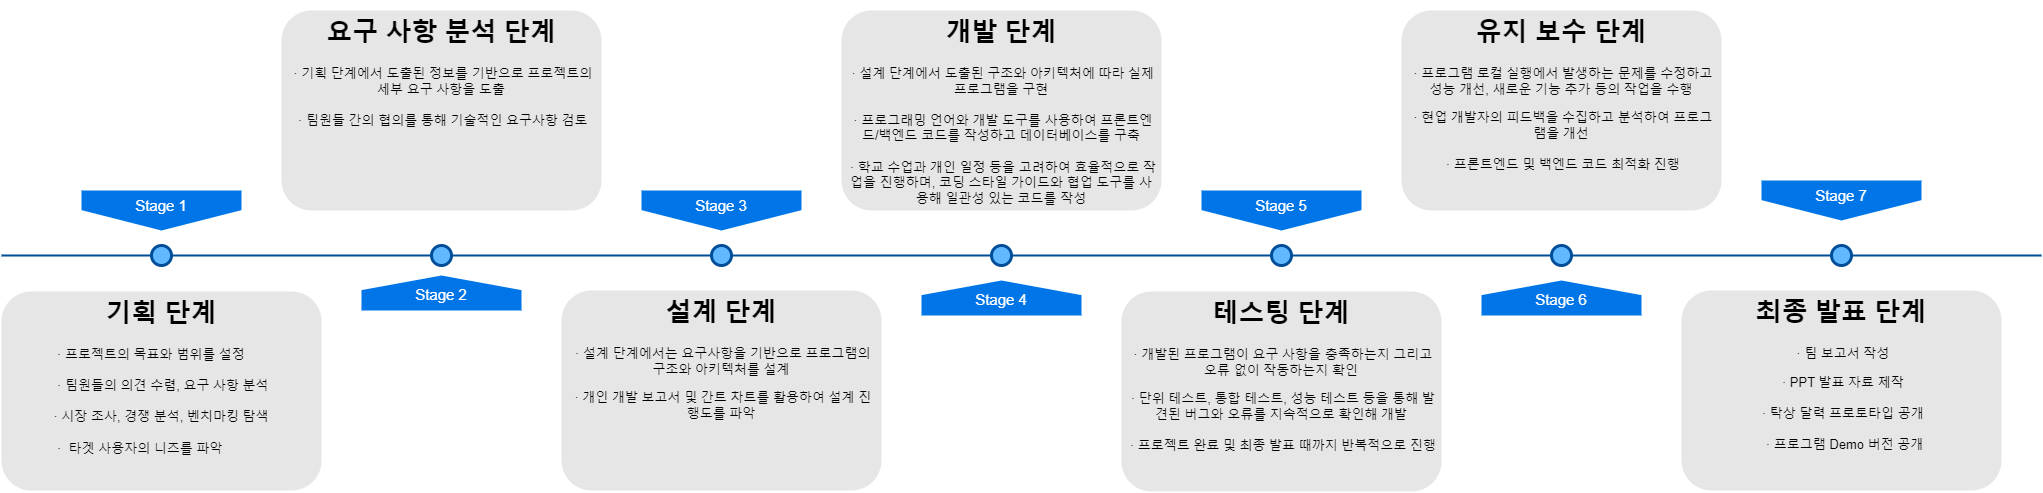 요구 사항 분석 단계
· 기획 단계에서 도출된 정보를 기반으로 프로젝트의
세부 요구 사항을 도출
· 팀원들 간의 협의를 통해 기술적인 요구사항 검토
개발 단계
· 설계 단계에서 도출된 구조와 아키텍처에 따라 실제
프로그램을 구현
· 프로그래밍 언어와 개발 도구를 사용하여 프론트엔
드/백엔드 코드를 작성하고 데이터베이스를 구축
· 학교 수업과 개인 일정 등을 고려하여 효율적으로 작
업을 진행하며, 코딩 스타일 가이드와 협업 도구를 사
용해 일관성 있는 코드를 작성
유지 보수 단계
· 프로그램 로컬 실행에서 발생하는 문제를 수정하고
성능 개선, 새로운 기능 추가 등의 작업을 수행
· 현업 개발자의 피드백을 수집하고 분석하여 프로그
램을 개선
· 프론트엔드 및 백엔드 코드 최적화 진행
Stage 1
Stage 3
Stage 5
Stage 7
Stage 2
Stage 4
Stage 6
기획 단계
· 프로젝트의 목표와 범위를 설정
· 팀원들의 의견 수렴, 요구 사항 분석
· 시장 조사, 경쟁 분석, 벤치마킹 탐색
· 타겟 사용자의 니즈를 파악
설계 단계
· 설계 단계에서는 요구사항을 기반으로 프로그램의
구조와 아키텍처를 설계
· 개인 개발 보고서 및 간트 차트를 활용하여 설계 진
행도를 파악
테스팅 단계
· 개발된 프로그램이 요구 사항을 충족하는지 그리고
오류 없이 작동하는지 확인
· 단위 테스트, 통합 테스트, 성능 테스트 등을 통해 발
견된 버그와 오류를 지속적으로 확인해 개발
· 프로젝트 완료 및 최종 발표 때까지 반복적으로 진행
최종 발표 단계
· 팀 보고서 작성
· PPT 발표 자료 제작
· 탁상 달력 프로로타입 공개
· 프로그램 Demo 버전 공개